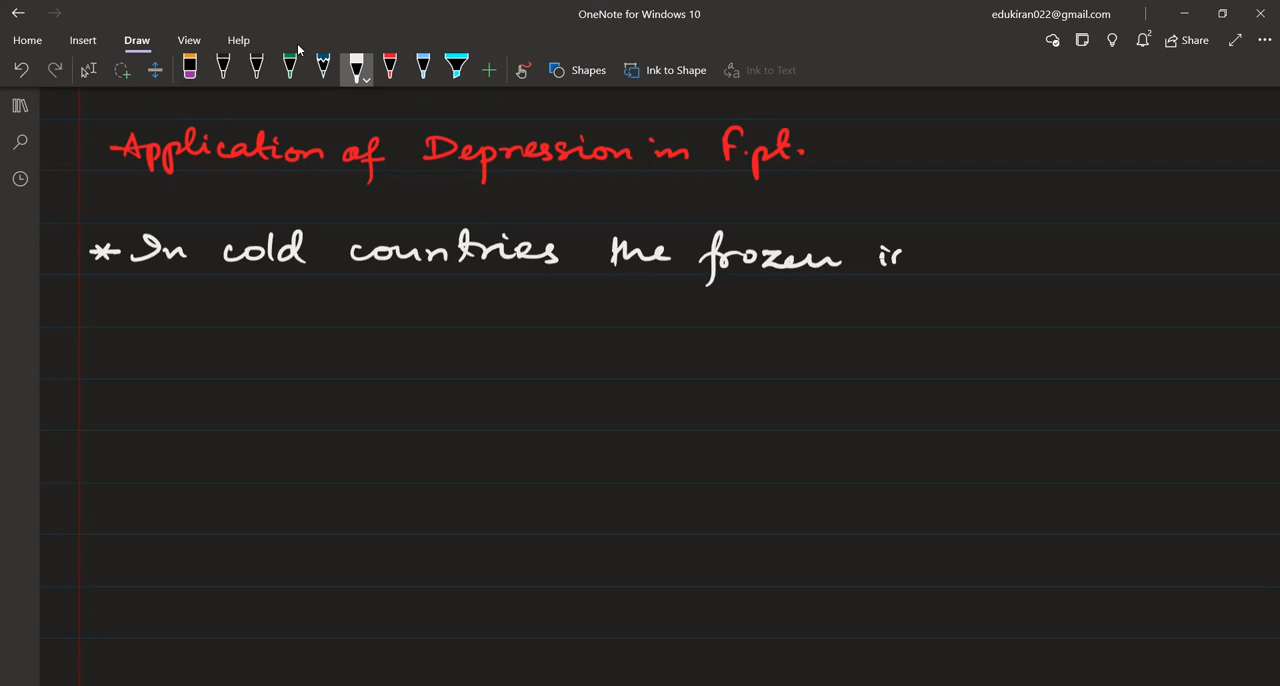 OneNote for Windows 10
edukiran022@gmail.com
Home Insert Draw View Help
Share
Shapes Ink to Shape Ink to Text
Application of Depression in F.pt.
* In cold countries the frozen